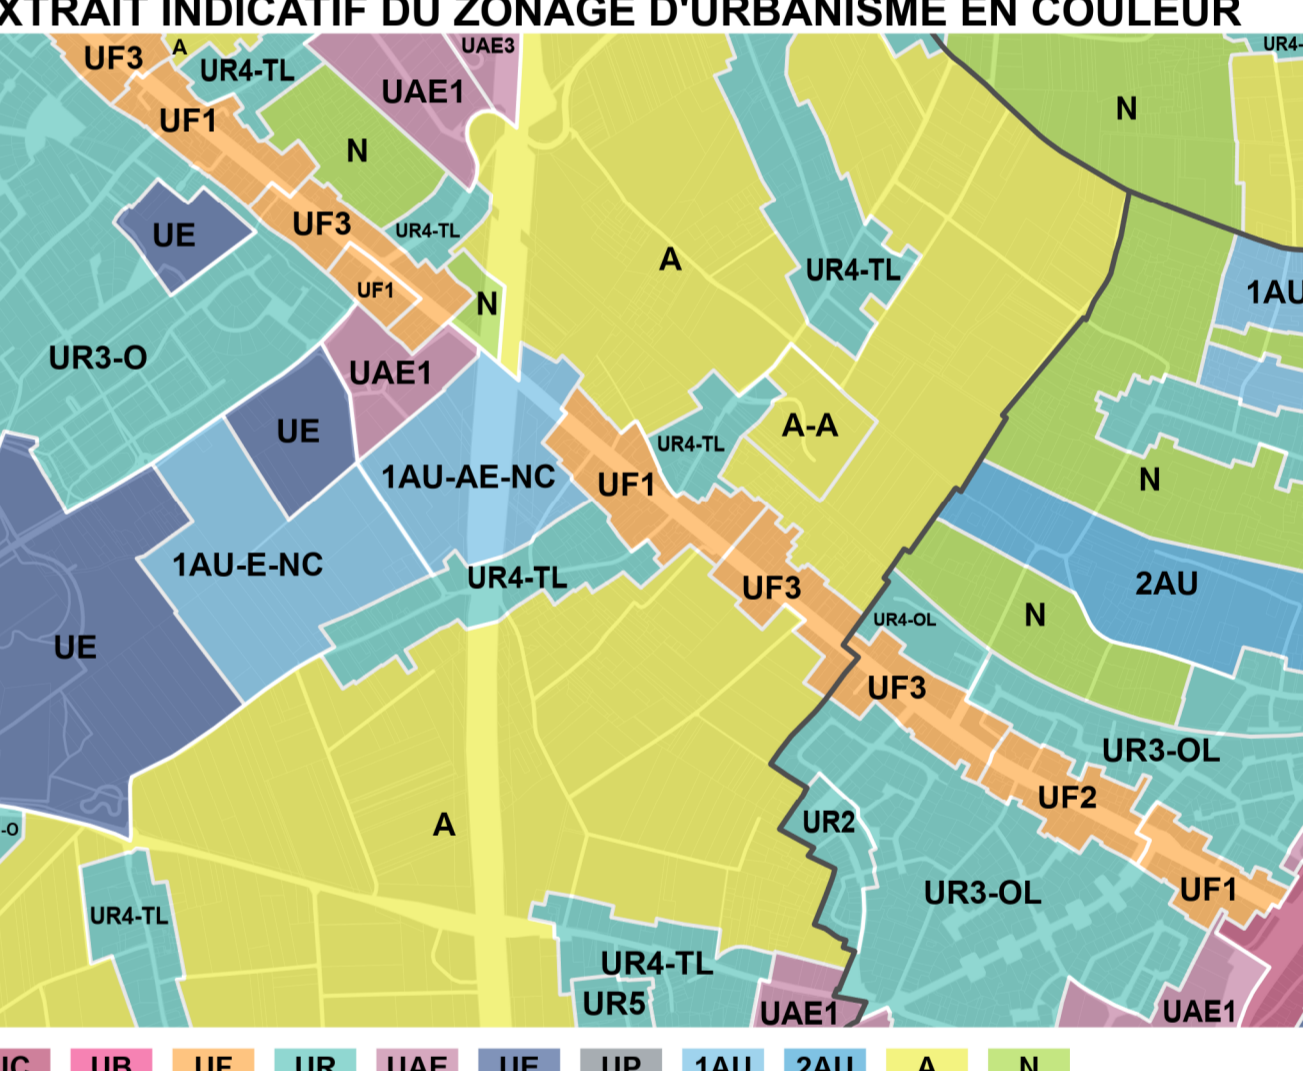 XTRAIT INDICATIF DU ZONAGE D'URBANISME EN COULEUR
UF3
A
UR4-TL
UAE3
UR4-
UAE1
N
UF1
N
UE
UF3
UR4-TL
A
UR4-TL
UF1
N
1AU
UR3-O
UAE1
UE
A-A
UR4-TL
1AU-AE-NC
UF1
N
1AU-E-NC
UR4-TL
UF3
2AU
UR4-OL
N
UE
UF3
UR3-OL
UF2
-O
A
UR2
UR3-OL
UF1
UR4-TL
UR4-TL
UR5
UAE1
UAE1
UC UB UF UR UAE UE UP 1AU 2AU A N